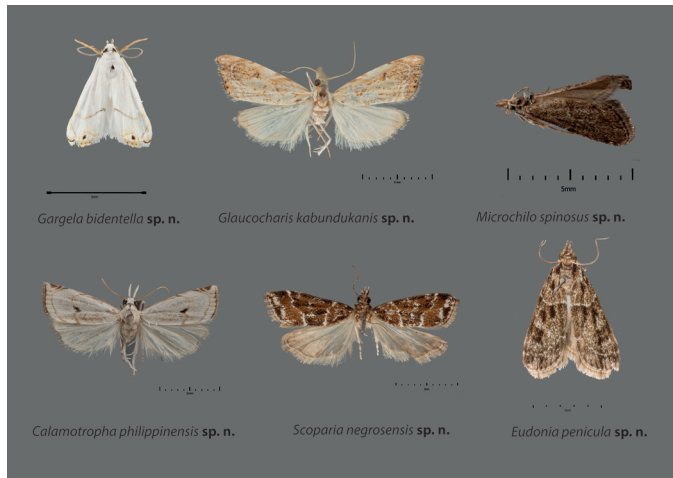 Gargela bidentella sp. n.
Glaucocharis kabundukanis sp. n.
5mm
Microchilo spinosus sp. n.
Calamotropha philippinensis sp. n.
Scoparia negrosensis sp. n.
Eudonia penicula sp. n.